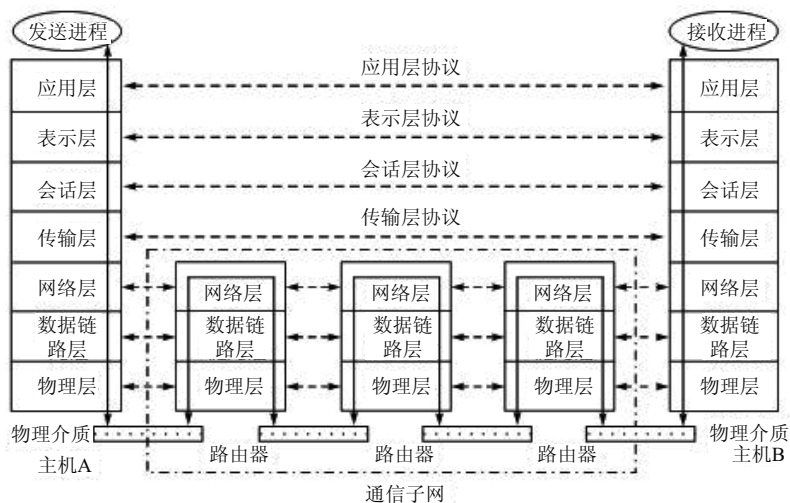 发送进程 接收进程
应用层 应用层协议 应用层
表示层 表示层协议 表示层
会话层 会话层协议 会话层
传输层 传输层协议 传输层
网络层 网络层 网络层 网络层 网络层
数据链 数据链 数据链 数据链 数据链
路层 路层 路层 路层 路层
物理层 物理层 物理层 物理层 物理层
物理介质 物理介质
主机A 路由器 路由器 路由器 主机B
通信子网